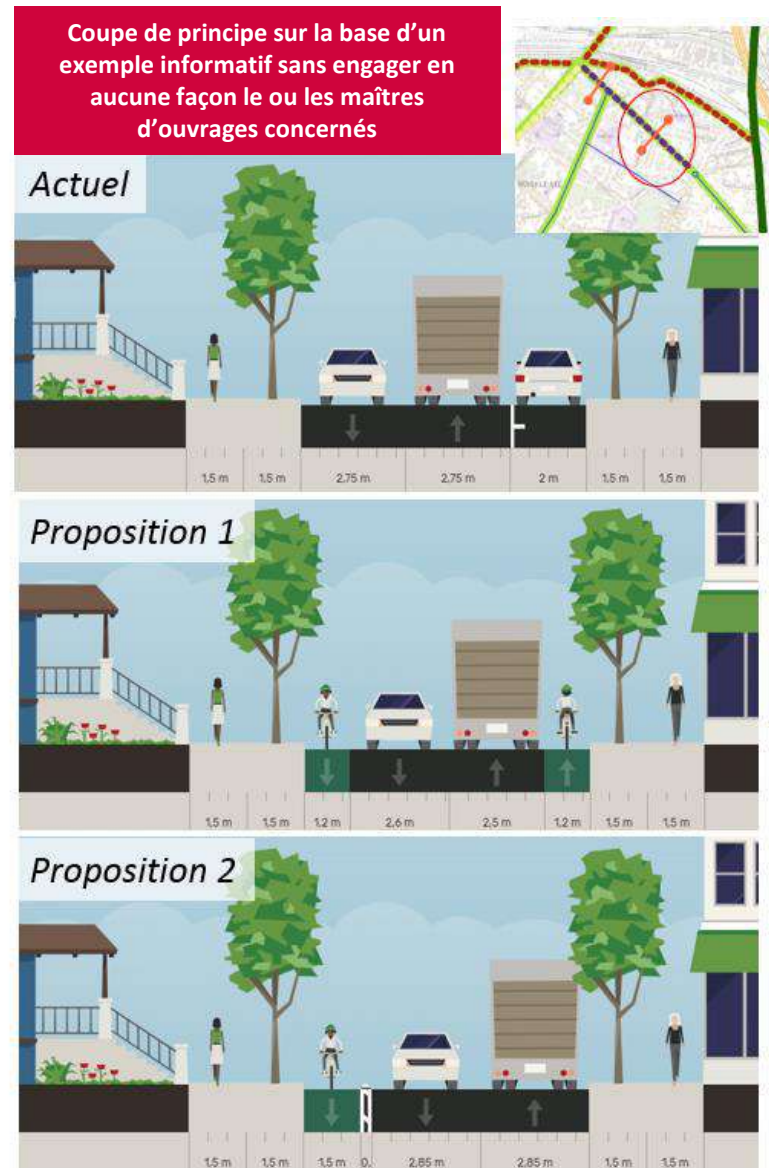 Coupe de principe sur la base d’un
exemple informatif sans engager en
aucune façon le ou les maîtres
d’ouvrages concernés
Actuel
1,5 m 1,5 m 2,75 m 2,75 m 2 m 1,5 m 1,5 m
Proposition 1
1,5 m 1,5 m 1,2 m 2,6 m 2,5 m 1,2 m 1,5 m 1,5 m
Proposition 2
1,5 m 1,5 m 1,5 m 0. 2,85 m 2,85 m 1,5 m 1,5 m